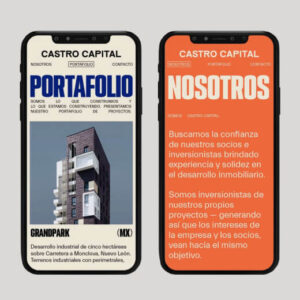 CASTRO CAPITAL
NOSOTROS PORTAFOLIO CONTACTO
PORTAFOLIO
SOMOS LO QUE CONSTRUIMOS Y
LO QUE ESTAMOS CONSTRUYENDO. PRESENTAMOS
NUESTRO PORTAFOLIO DE PROYECTOS.
GRANDPARK (MX)
Desarrollo industrial de cinco hectáreas
sobre Carretera a Monclova, Nuevo León.
Terrenos industriales con perimetrales,
CASTRO CAPITAL
NOSOTROS PORTAFOLIO CONTACTO
NOSOTROS
SOMOS CASTRO CAPITAL.
Buscamos la confianza
de nuestros socios e
inversionistas brindado
experiencia y solidez en
el desarrollo inmobiliario.
Somos inversionistas de
nuestros propios
proyectos — generando
así que los intereses de
la empresa y los socios,
vean hacia el mismo
objetivo.